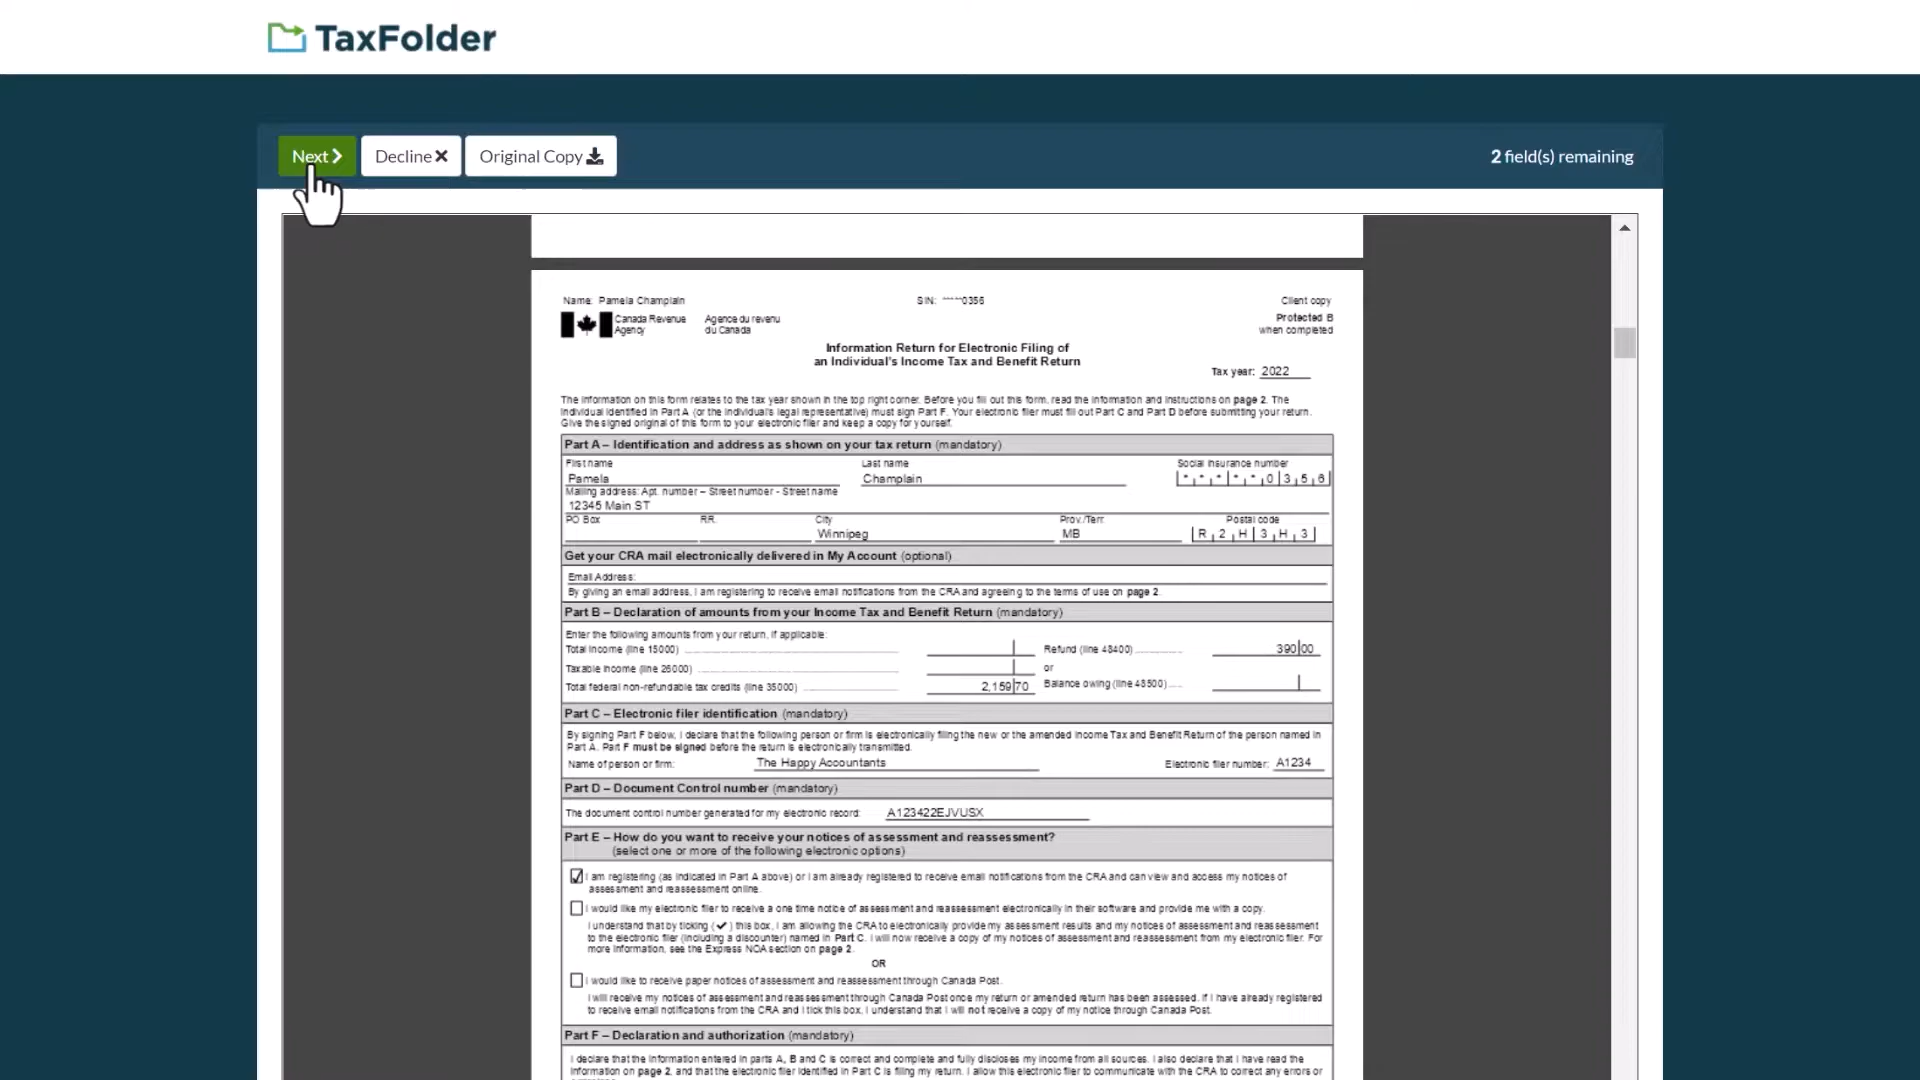 TaxFolder
Next
Decline
Original Copy
2 field(s) remaining
Name: Pamela Champlain
SIN: *****0356
Client copy
Canada Revenue Agency
Agence du revenu du Canada
Protected B
when completed
Information Return for Electronic Filing of
an Individual's Income Tax and Benefit Return
Tax year: 2022
The information on this form relates to the tax year shown in the top right corner. Before you fill out this form, read the information and instructions on page 2. The
individual identified in Part A (or the individual's legal representative) must sign Part F. Your electronic filer must fill out Part C and Part D before submitting your return.
Give the signed original of this form to your electronic filer and keep a copy for yourself.
Part A – Identification and address as shown on your tax return (mandatory)
First name Last name Social insurance number
Pamela Champlain *****0356
Mailing address: Apt. number – Street number - Street name
12345 Main ST
PO Box RR. City Prov./Terr. Postal code
Winnipeg MB R2H3H3
Get your CRA mail electronically delivered in My Account (optional)
Email Address:
By giving an email address, I am registering to receive email notifications from the CRA and agreeing to the terms of use on page 2.
Part B – Declaration of amounts from your Income Tax and Benefit Return (mandatory)
Enter the following amounts from your return, if applicable:
Total income (line 15000) Refund (line 48400) 390|00
Taxable income (line 26000) or
Total federal non-refundable tax credits (line 35000) 2,159|70 Balance owing (line 48500)
Part C – Electronic filer identification (mandatory)
By signing Part F below, I declare that the following person or firm is electronically filing the new or the amended Income Tax and Benefit Return of the person named in
Part A. Part F must be signed before the return is electronically transmitted.
Name of person or firm: The Happy Accountants Electronic filer number: A1234
Part D – Document Control number (mandatory)
The document control number generated for my electronic record: A123422EJVUSX
Part E – How do you want to receive your notices of assessment and reassessment?
(select one or more of the following electronic options)
I am registering (as indicated in Part A above) or I am already registered to receive email notifications from the CRA and can view and access my notices of
assessment and reassessment online.
I would like my electronic filer to receive a one time notice of assessment and reassessment electronically in their software and provide me with a copy.
I understand that by ticking (✓) this box, I am allowing the CRA to electronically provide my assessment results and my notices of assessment and reassessment
to the electronic filer (including a discounter) named in Part C. I will now receive a copy of my notices of assessment and reassessment from my electronic filer. For
more information, see the Express NOA section on page 2.
OR
I would like to receive paper notices of assessment and reassessment through Canada Post.
I will receive my notices of assessment and reassessment through Canada Post once my return or amended return has been assessed. If I have already registered
to receive email notifications from the CRA and I tick this box, I understand that I will not receive a copy of my notice through Canada Post.
Part F – Declaration and authorization (mandatory)
I declare that the information entered in parts A, B and C is correct and complete and fully discloses my income from all sources. I also declare that I have read the
information on page 2, and that the electronic filer identified in Part C is filing my return. I allow this electronic filer to communicate with the CRA to correct any errors or